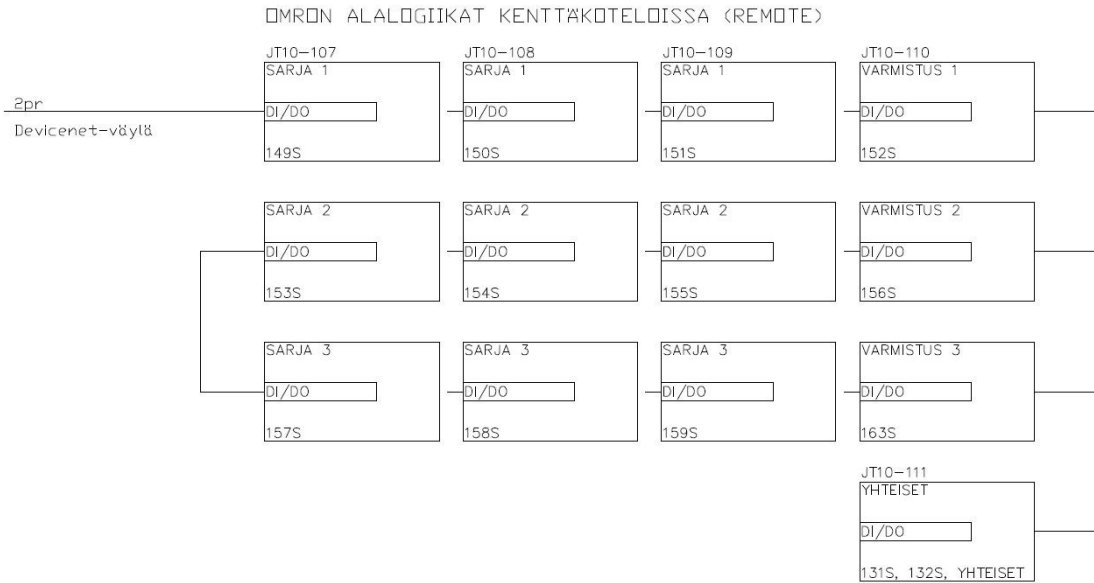 OMRON ALALOGIIKAT KENTTÄKOTELOISSA (REMOTE)
JT10-107 JT10-108 JT10-109 JT10-110
SARJA 1 SARJA 1 SARJA 1 VARMISTUS 1
2pr
DI/DO DI/DO DI/DO DI/DO
Devicenet-väylä
149S 150S 151S 152S
SARJA 2 SARJA 2 SARJA 2 VARMISTUS 2
DI/DO DI/DO DI/DO DI/DO
153S 154S 155S 156S
SARJA 3 SARJA 3 SARJA 3 VARMISTUS 3
DI/DO DI/DO DI/DO DI/DO
157S 158S 159S 163S
JT10-111
YHTEISET
DI/DO
131S, 132S, YHTEISET